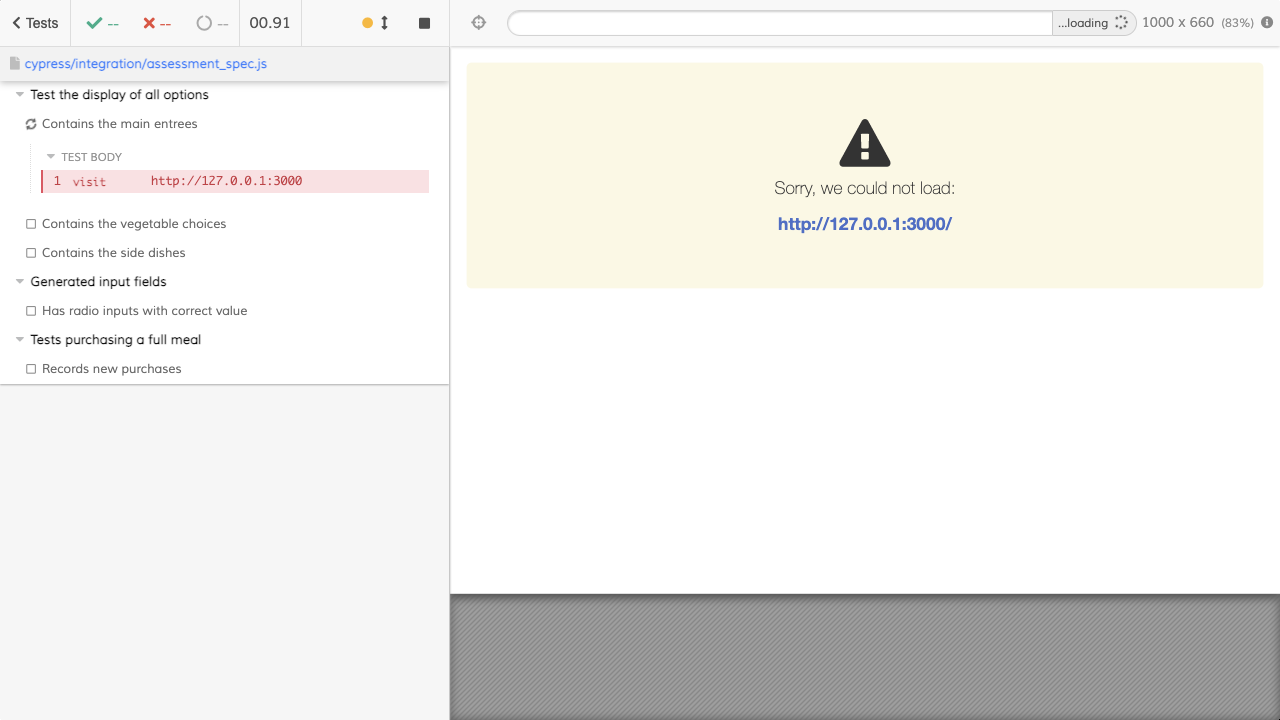 Tests
--
--
--
00.91
...loading
1000 x 660 (83%)
cypress/integration/assessment_spec.js
Test the display of all options
Contains the main entrees
TEST BODY
1 visit http://127.0.0.1:3000
Contains the vegetable choices
Contains the side dishes
Generated input fields
Has radio inputs with correct value
Tests purchasing a full meal
Records new purchases
Sorry, we could not load:
http://127.0.0.1:3000/